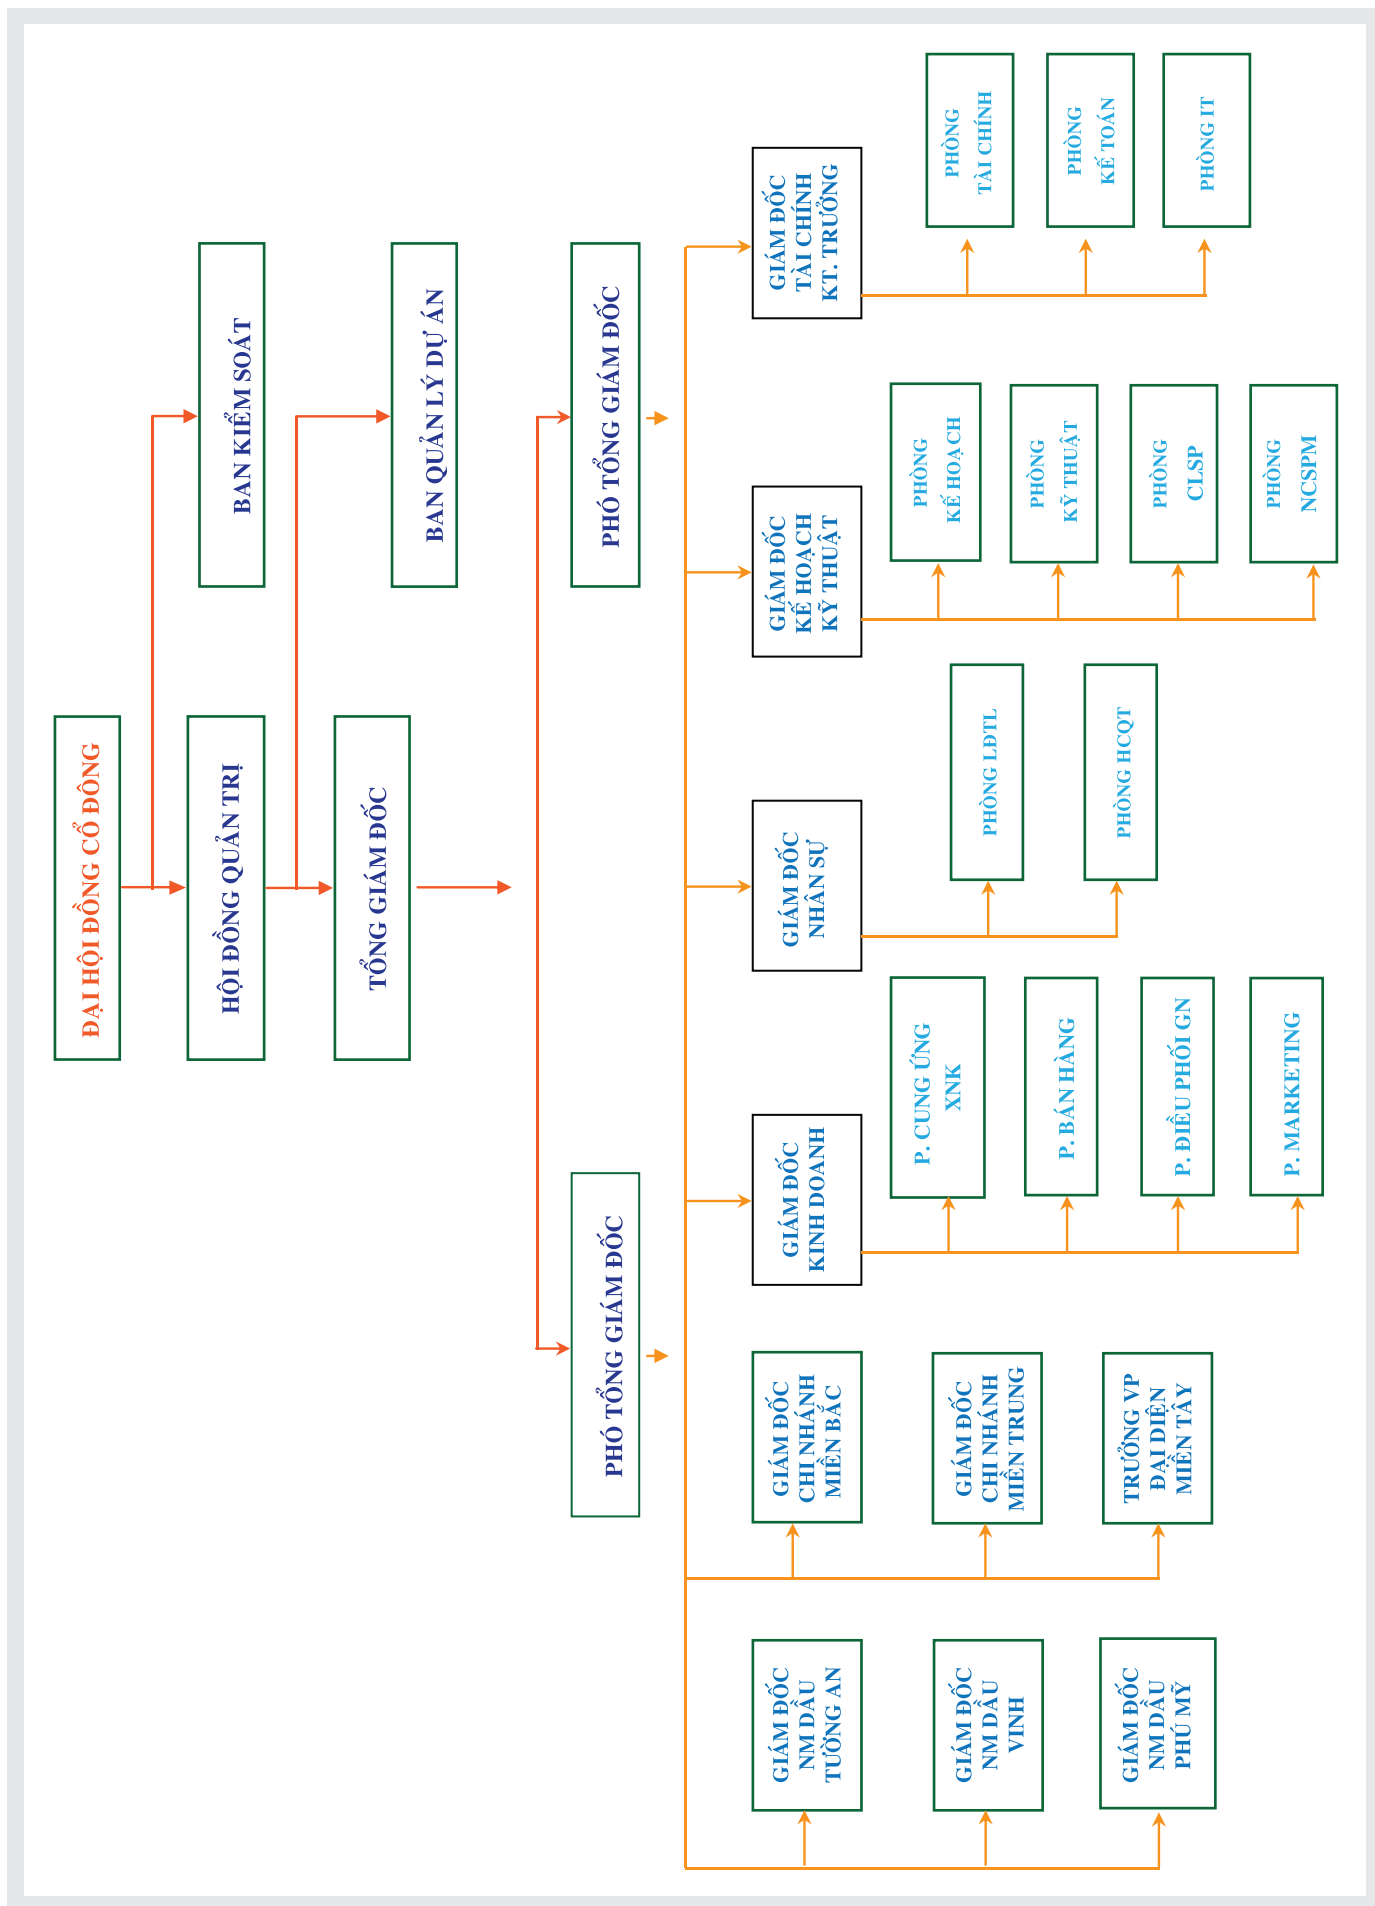 ĐẠI HỘI ĐỒNG CỔ ĐÔNG
HỘI ĐỒNG QUẢN TRỊ
BAN KIỂM SOÁT
TỔNG GIÁM ĐỐC
BAN QUẢN LÝ DỰ ÁN
PHÓ TỔNG GIÁM ĐỐC
PHÓ TỔNG GIÁM ĐỐC
GIÁM ĐỐC
NM DẦU
TƯỜNG AN
GIÁM ĐỐC
NM DẦU
VINH
GIÁM ĐỐC
NM DẦU
PHÚ MỸ
GIÁM ĐỐC
CHI NHÁNH
MIỀN BẮC
GIÁM ĐỐC
CHI NHÁNH
MIỀN TRUNG
TRƯỞNG VP
ĐẠI DIỆN
MIỀN TÂY
GIÁM ĐỐC
KINH DOANH
P. CUNG ỨNG
XNK
P. BÁN HÀNG
P. ĐIỀU PHỐI GN
P. MARKETING
GIÁM ĐỐC
NHÂN SỰ
PHÒNG LĐTL
PHÒNG HCQT
GIÁM ĐỐC
KẾ HOẠCH
KỸ THUẬT
PHÒNG
KẾ HOẠCH
PHÒNG
KỸ THUẬT
PHÒNG
CLSP
PHÒNG
NCSPM
GIÁM ĐỐC
TÀI CHÍNH
KT. TRƯỞNG
PHÒNG
TÀI CHÍNH
PHÒNG
KẾ TOÁN
PHÒNG IT